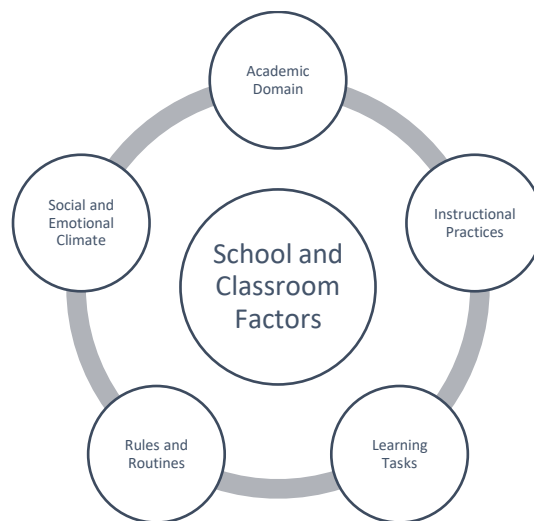 Academic
Domain
Social and
Emotional
Climate
Instructional
Practices
School and
Classroom
Factors
Rules and
Routines
Learning
Tasks